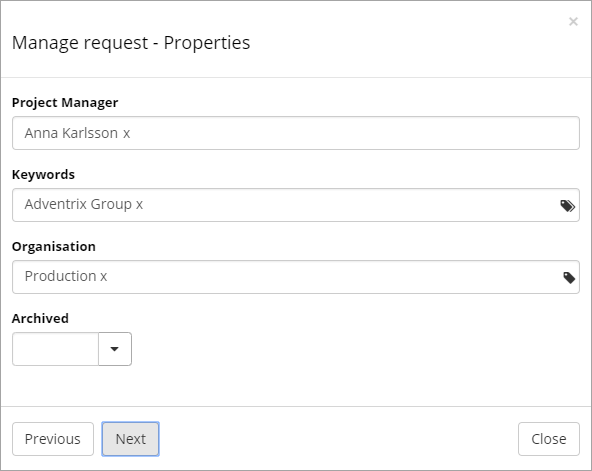 ×
Manage request - Properties
Project Manager
Anna Karlsson x
Keywords
Adventrix Group x
Organisation
Production x
Archived
Previous Next Close